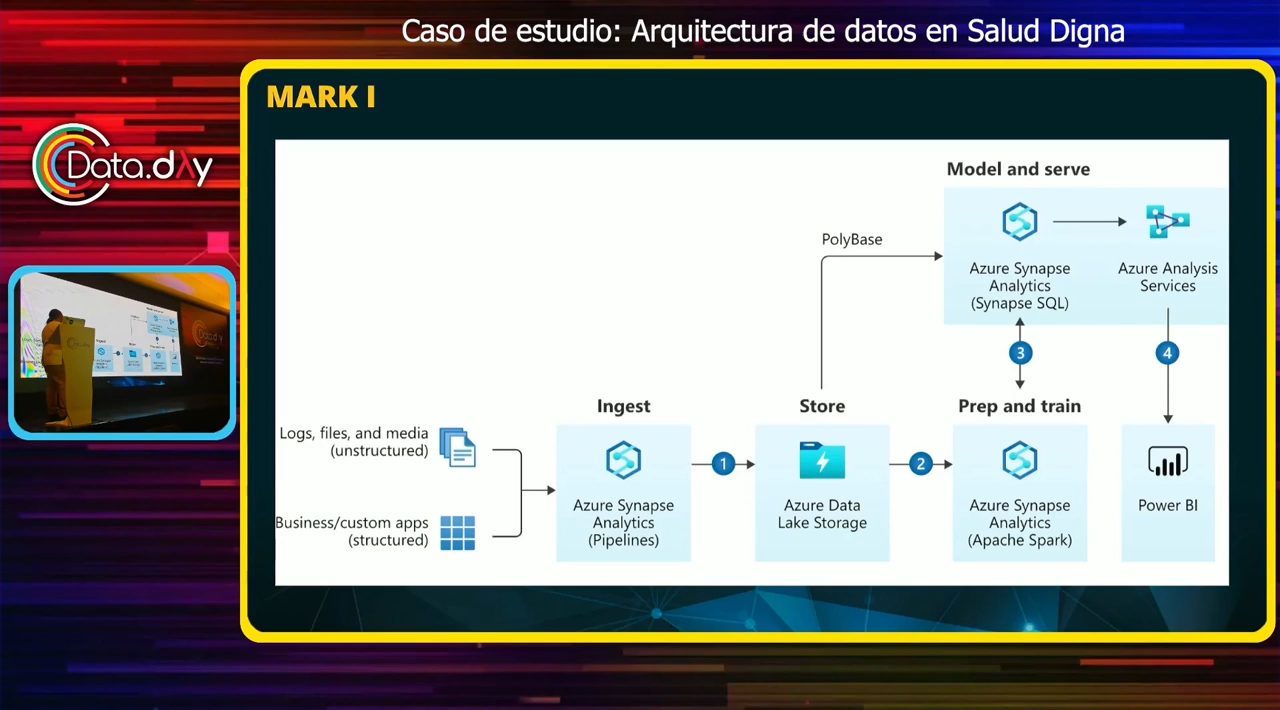 Caso de estudio: Arquitectura de datos en Salud Digna
Data.dλy
MARK I
Model and serve
PolyBase
Azure Synapse
Analytics
(Synapse SQL)
Azure Analysis
Services
3
4
Ingest
Store
Prep and train
Logs, files, and media
(unstructured)
Business/custom apps
(structured)
Azure Synapse
Analytics
(Pipelines)
1
Azure Data
Lake Storage
2
Azure Synapse
Analytics
(Apache Spark)
Power BI